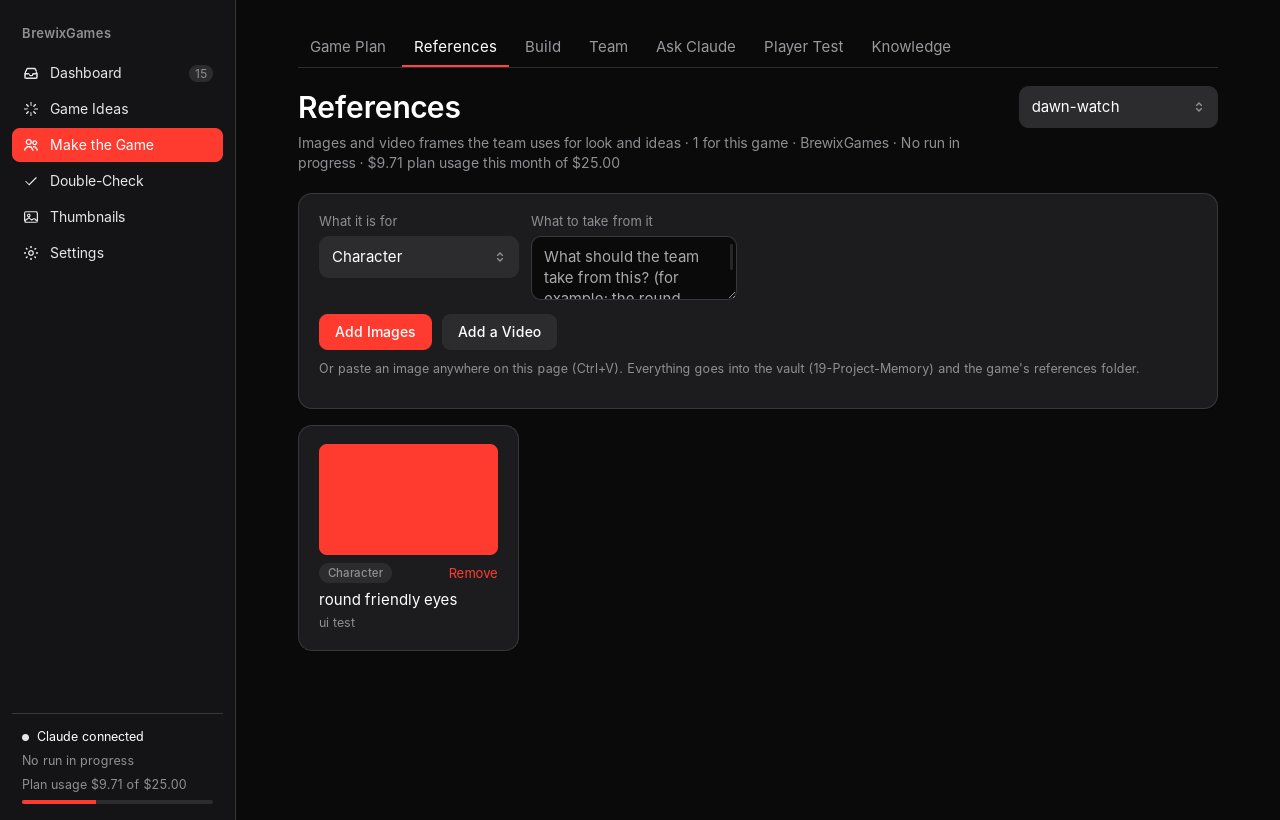 BrewixGames
Dashboard
15
Game Ideas
Make the Game
Double-Check
Thumbnails
Settings
Claude connected
No run in progress
Plan usage $9.71 of $25.00
Game Plan
References
Build
Team
Ask Claude
Player Test
Knowledge
References
dawn-watch
Images and video frames the team uses for look and ideas · 1 for this game · BrewixGames · No run in
progress · $9.71 plan usage this month of $25.00
What it is for
Character
What to take from it
What should the team
take from this? (for
example: the round
Add Images
Add a Video
Or paste an image anywhere on this page (Ctrl+V). Everything goes into the vault (19-Project-Memory) and the game's references folder.
Character
Remove
round friendly eyes
ui test